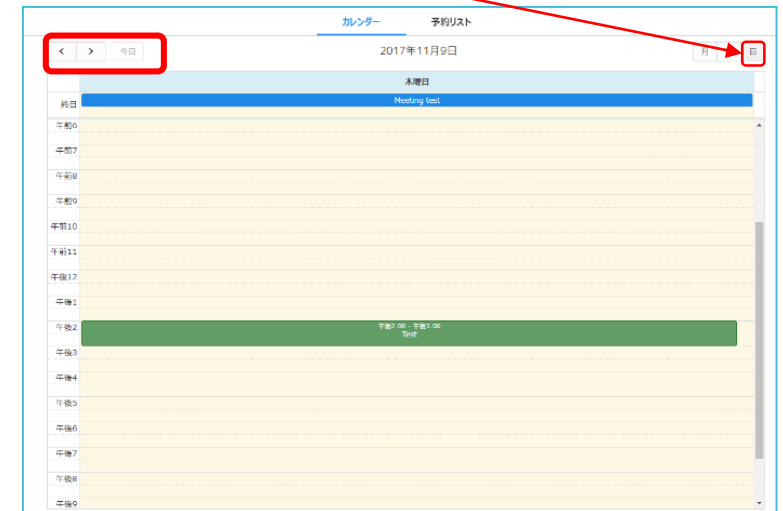 カレンダー 予約リスト
< > 今日 2017年11月9日 月 日
木曜日
終日 Meeting test
午前6
午前7
午前8
午前9
午前10
午前11
午後12
午後1
午後2 午後2:00 - 午後3:00
Test
午後3
午後4
午後5
午後6
午後7
午後8
午後9